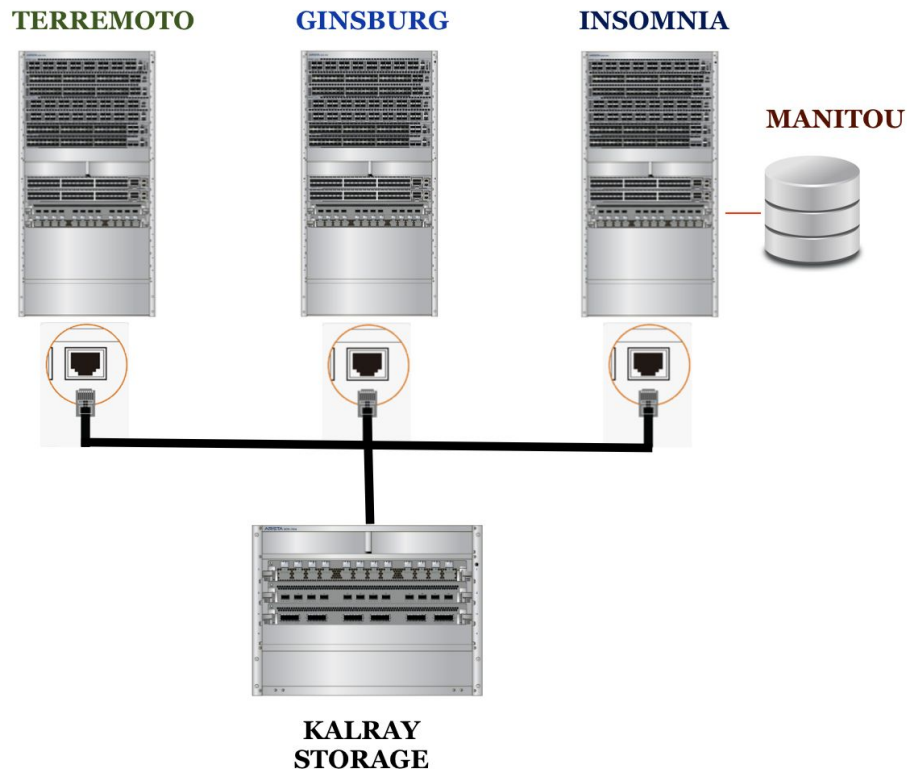 TERREMOTO
GINSBURG
INSOMNIA
MANITOU
KALRAY
STORAGE